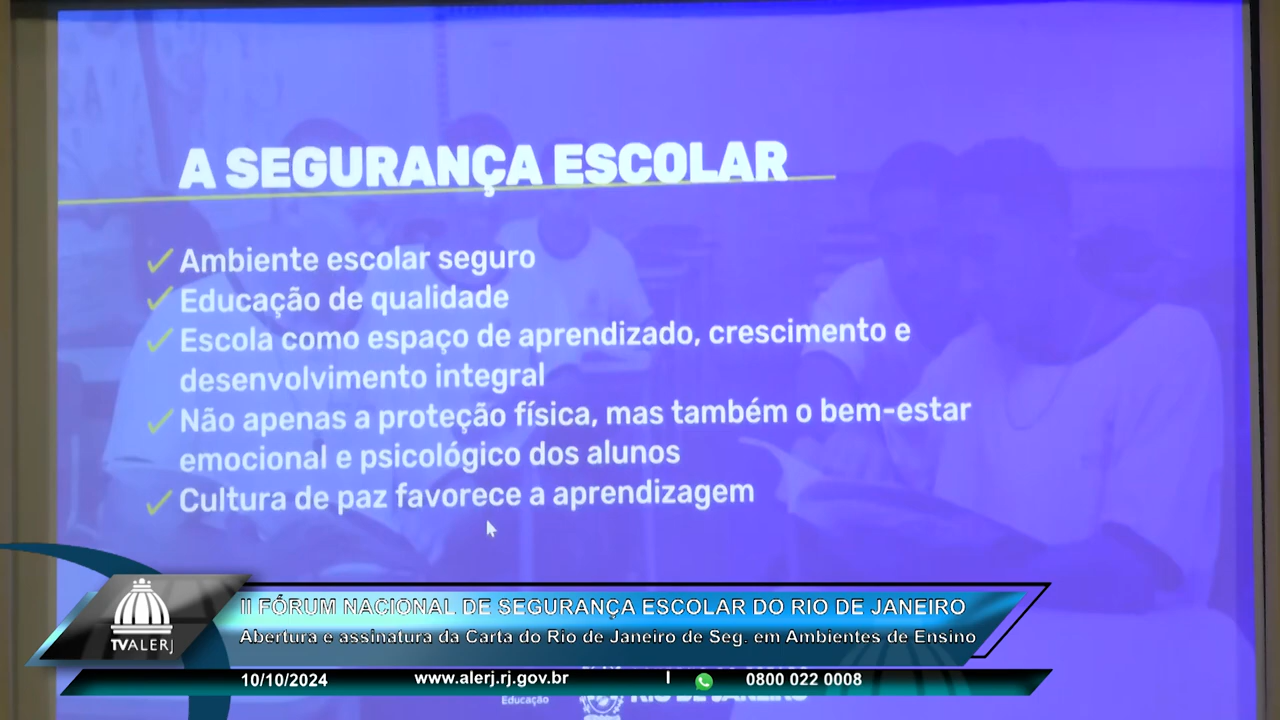 A SEGURANÇA ESCOLAR
Ambiente escolar seguro
Educação de qualidade
Escola como espaço de aprendizado, crescimento e
desenvolvimento integral
Não apenas a proteção física, mas também o bem-estar
emocional e psicológico dos alunos
Cultura de paz favorece a aprendizagem
II FÓRUM NACIONAL DE SEGURANÇA ESCOLAR DO RIO DE JANEIRO
Abertura e assinatura da Carta do Rio de Janeiro de Seg. em Ambientes de Ensino
TVALERJ
10/10/2024 www.alerj.rj.gov.br | 0800 022 0008
Educação RIO DE JANEIRO